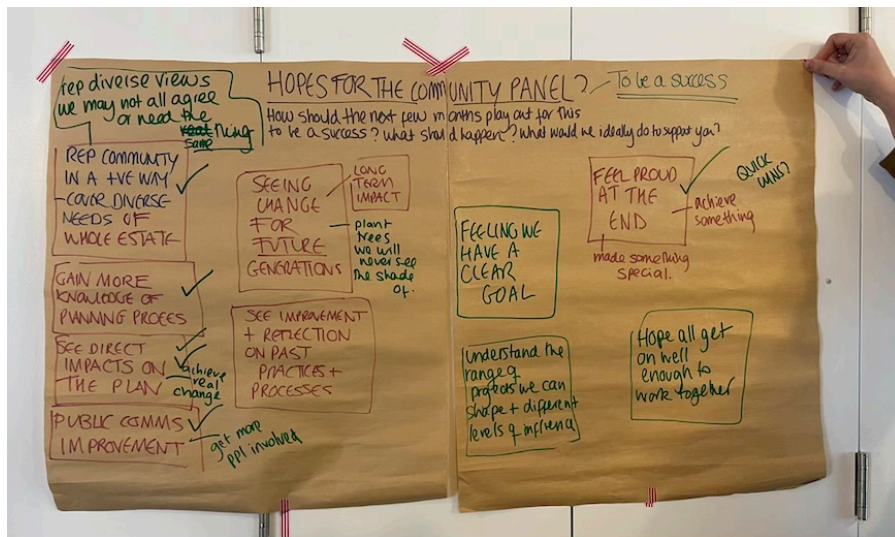 HOPES FOR THE COMMUNITY PANEL?
To be a success
How should the next few months play out for this
to be a success? What should happen? What would we ideally do to support you?
rep diverse views
we may not all agree
or need the
same thing
REP COMMUNITY
IN A +VE WAY
- COVER DIVERSE
NEEDS OF
WHOLE ESTATE
GAIN MORE
KNOWLEDGE OF
PLANNING PROCES
SEE DIRECT
IMPACTS ON
THE PLAN
achieve
real
change
PUBLIC COMMS
IMPROVEMENT
get more
ppl involved
SEEING
CHANGE
FOR
FUTURE
GENERATIONS
LONG
TERM
IMPACT
plant
trees
we will
never see
the shade
of.
SEE IMPROVEMENT
+ REFLECTION
ON PAST
PRACTICES +
PROCESSES
FEELING WE
HAVE A
CLEAR
GOAL
understand the
range of
projects we can
shape + different
levels of influence
FEEL PROUD
AT THE
END
QUICK
WINS?
achieve
something
made something
special.
Hope all get
on well
enough to
work together